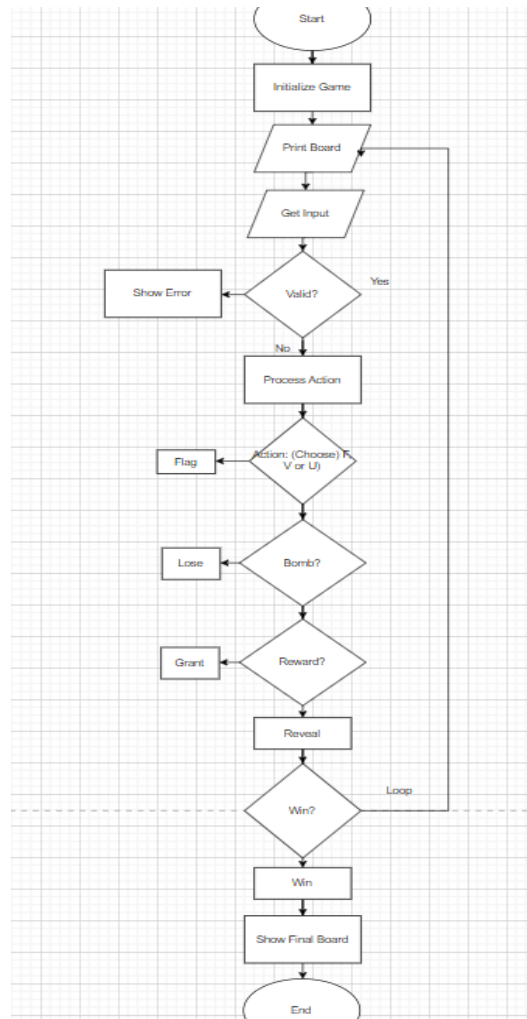 Start
Initialize Game
Print Board
Get Input
Show Error
Valid?
Yes
No
Process Action
Flag
Action: (Choose) F,
V or U)
Lose
Bomb?
Grant
Reward?
Reveal
Loop
Win?
Win
Show Final Board
End